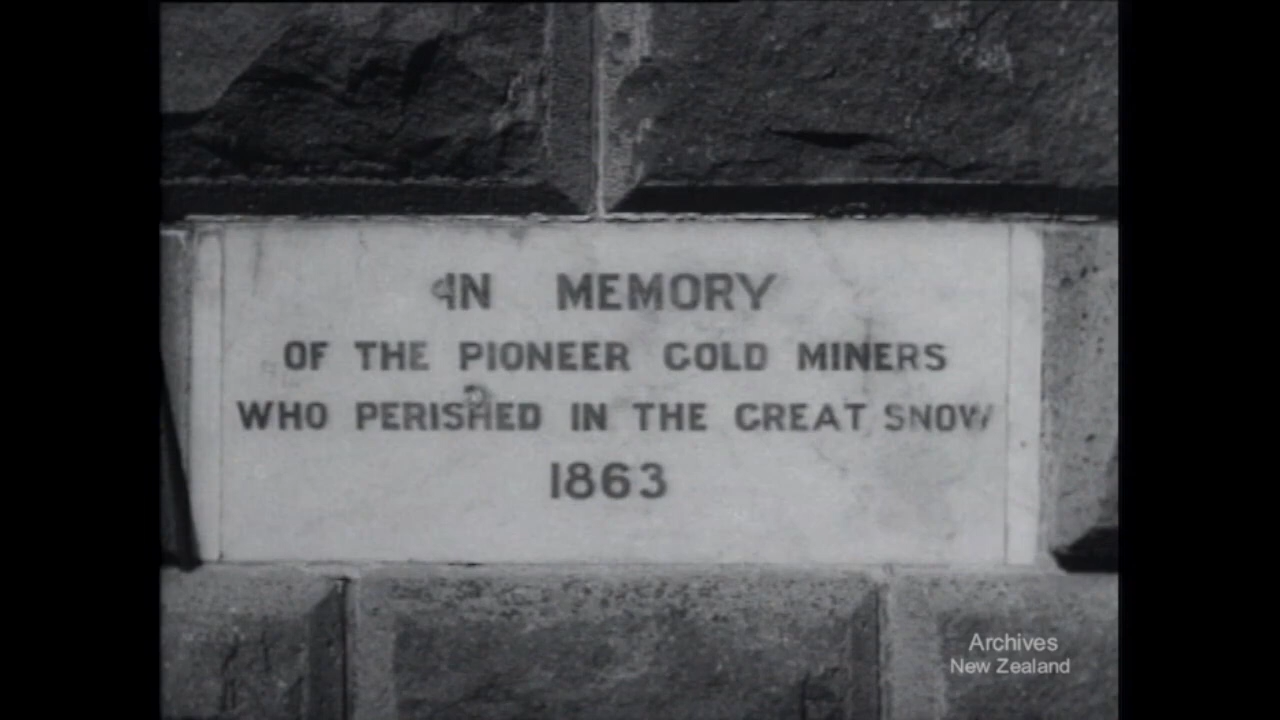 IN MEMORY
OF THE PIONEER GOLD MINERS
WHO PERISHED IN THE GREAT SNOW
1863
Archives
New Zealand